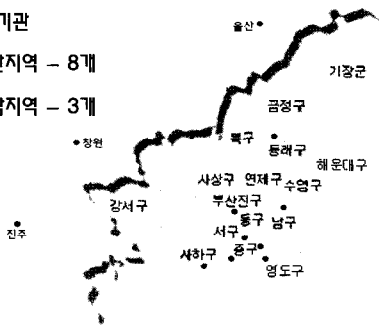 기관
울산
지역 – 8개
기장군
금정구
지역 – 3개
북구
동래구
창원
해운대구
사상구 연제구 수영구
강서구
부산진구
동구 남구
서구
진주
중구
사하구
영도구